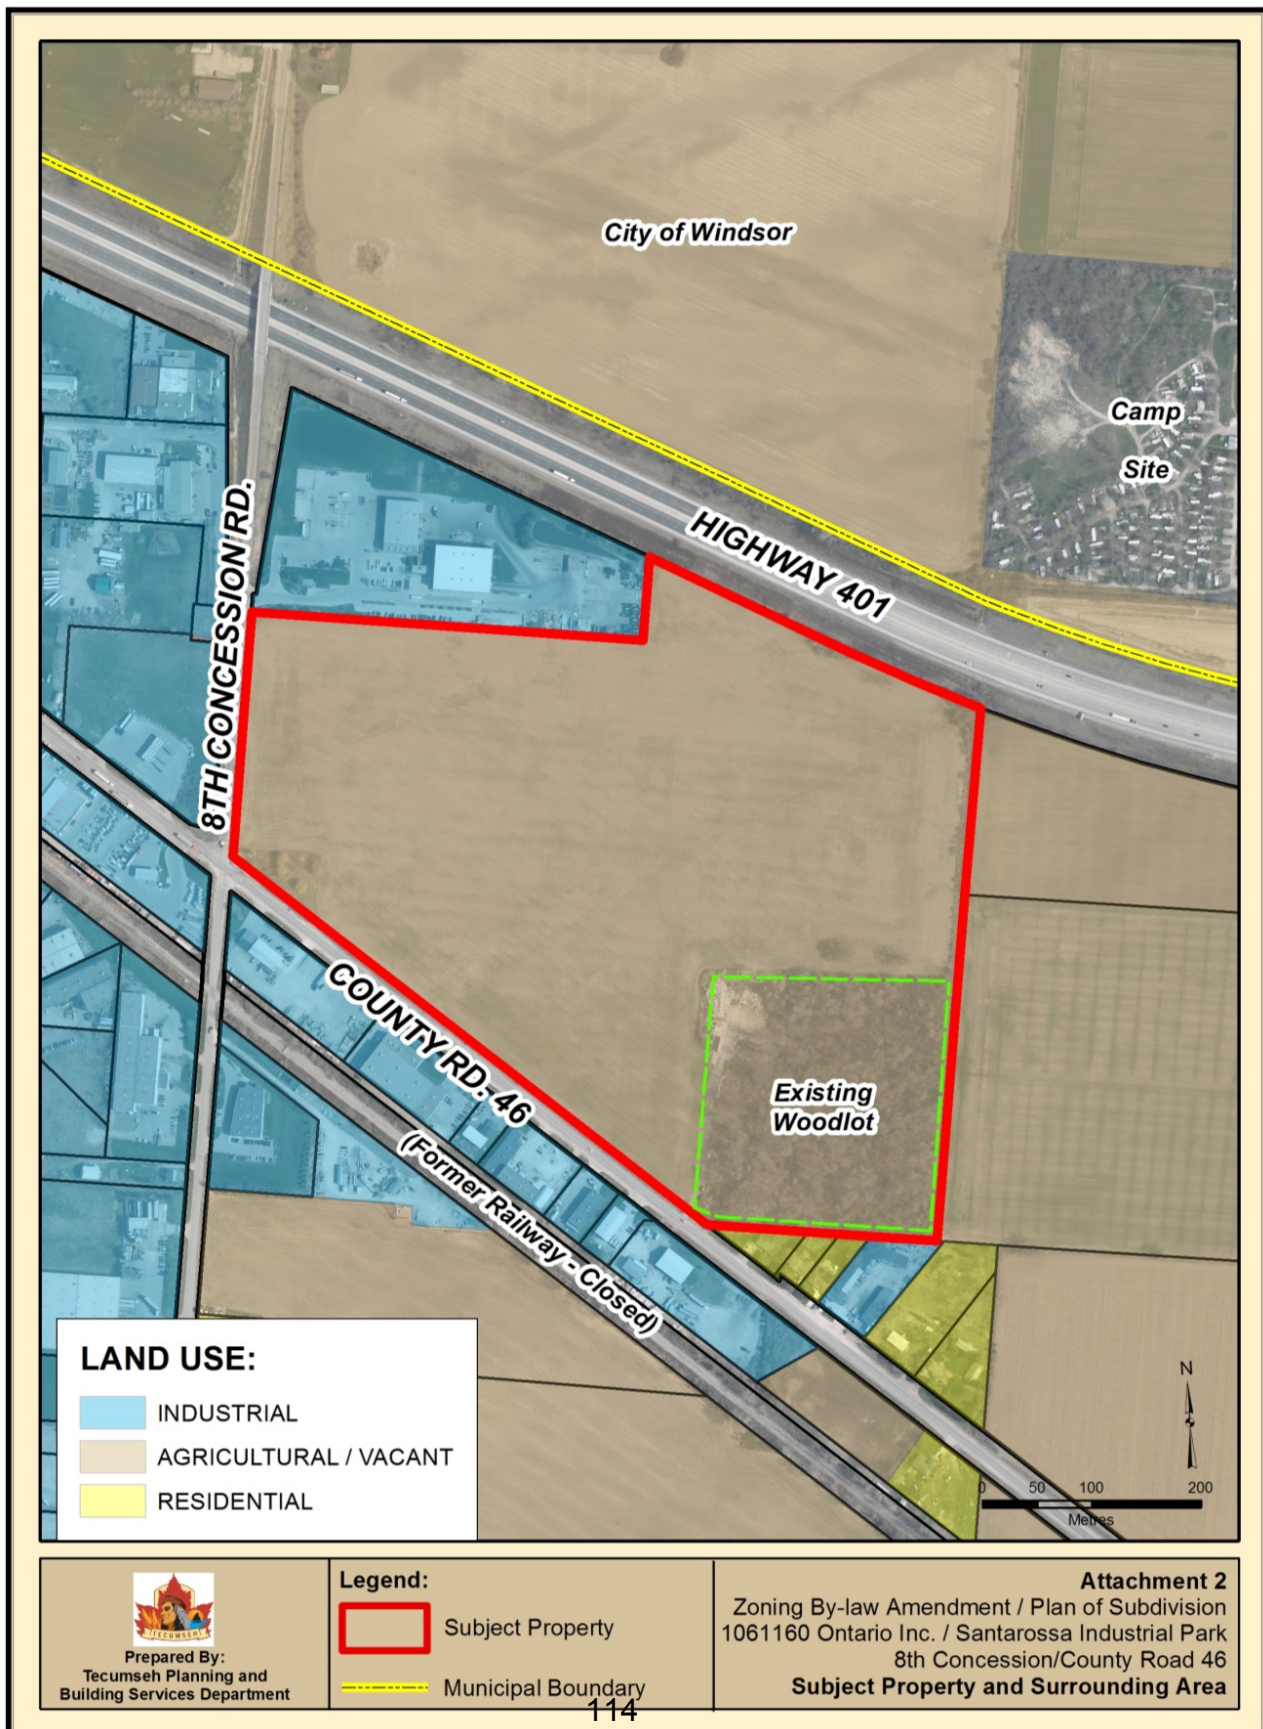 City of Windsor
Camp
Site
HIGHWAY 401
8TH CONCESSION RD.
COUNTY RD. 46
(Former Railway - Closed)
Existing
Woodlot
LAND USE:
INDUSTRIAL
AGRICULTURAL / VACANT
RESIDENTIAL
N
0 50 100 200
Metres
TECUMSEH
Prepared By:
Tecumseh Planning and
Building Services Department
Legend:
Subject Property
Municipal Boundary
Attachment 2
Zoning By-law Amendment / Plan of Subdivision
1061160 Ontario Inc. / Santarossa Industrial Park
8th Concession/County Road 46
Subject Property and Surrounding Area
114